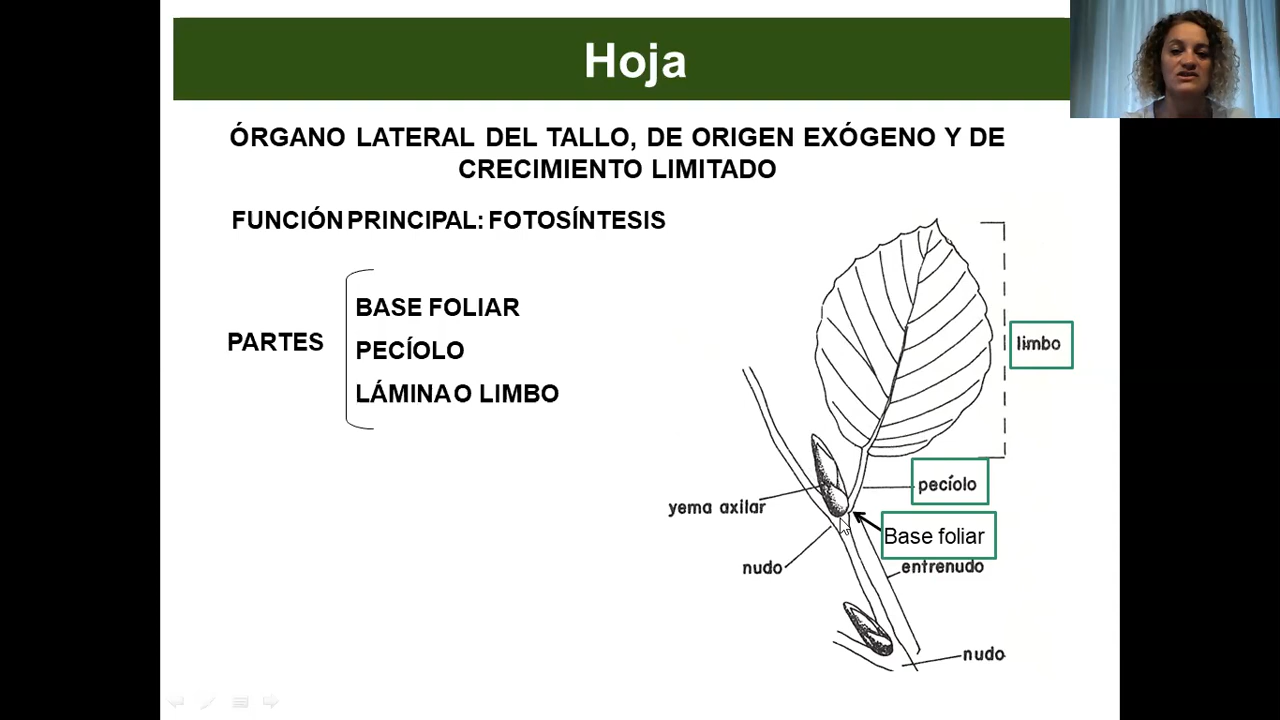 Hoja
ÓRGANO LATERAL DEL TALLO, DE ORIGEN EXÓGENO Y DE
CRECIMIENTO LIMITADO
FUNCIÓN PRINCIPAL: FOTOSÍNTESIS
PARTES
BASE FOLIAR
PECÍOLO
LÁMINA O LIMBO
limbo
pecíolo
yema axilar
Base foliar
nudo
entrenudo
nudo